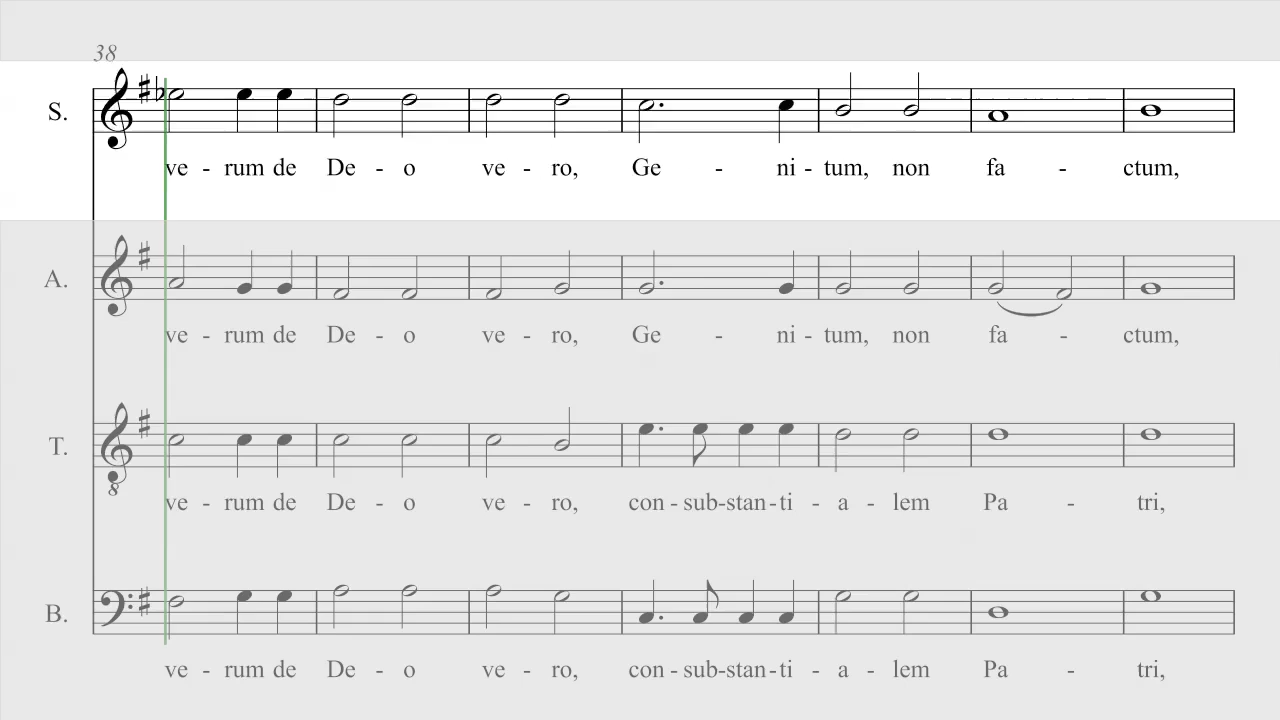 38
S.
ve - rum de De - o ve - ro, Ge - ni - tum, non fa - ctum,
A.
ve - rum de De - o ve - ro, Ge - ni - tum, non fa - ctum,
T.
8
ve - rum de De - o ve - ro, con - sub-stan-ti - a - lem Pa - tri,
B.
ve - rum de De - o ve - ro, con - sub-stan-ti - a - lem Pa - tri,